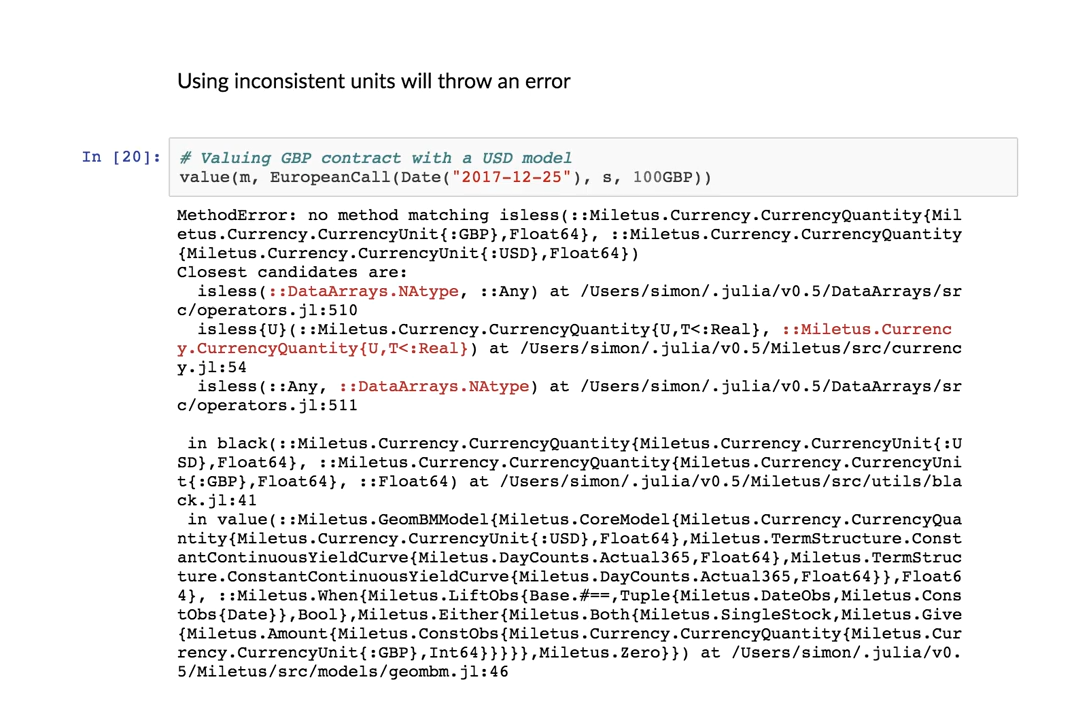 Using inconsistent units will throw an error
In [20]:
# Valuing GBP contract with a USD model
value(m, EuropeanCall(Date("2017-12-25"), s, 100GBP))
MethodError: no method matching isless(::Miletus.Currency.CurrencyQuantity{Mil
etus.Currency.CurrencyUnit{:GBP},Float64}, ::Miletus.Currency.CurrencyQuantity
{Miletus.Currency.CurrencyUnit{:USD},Float64})
Closest candidates are:
  isless(::DataArrays.NAtype, ::Any) at /Users/simon/.julia/v0.5/DataArrays/sr
c/operators.jl:510
  isless{U}(::Miletus.Currency.CurrencyQuantity{U,T<:Real}, ::Miletus.Currenc
y.CurrencyQuantity{U,T<:Real}) at /Users/simon/.julia/v0.5/Miletus/src/currenc
y.jl:54
  isless(::Any, ::DataArrays.NAtype) at /Users/simon/.julia/v0.5/DataArrays/sr
c/operators.jl:511
 in black(::Miletus.Currency.CurrencyQuantity{Miletus.Currency.CurrencyUnit{:U
SD},Float64}, ::Miletus.Currency.CurrencyQuantity{Miletus.Currency.CurrencyUni
t{:GBP},Float64}, ::Float64) at /Users/simon/.julia/v0.5/Miletus/src/utils/bla
ck.jl:41
 in value(::Miletus.GeomBMModel{Miletus.CoreModel{Miletus.Currency.CurrencyQua
ntity{Miletus.Currency.CurrencyUnit{:USD},Float64},Miletus.TermStructure.Const
antContinuousYieldCurve{Miletus.DayCounts.Actual365,Float64},Miletus.TermStruc
ture.ConstantContinuousYieldCurve{Miletus.DayCounts.Actual365,Float64}},Float6
4}, ::Miletus.When{Miletus.LiftObs{Base.#==,Tuple{Miletus.DateObs,Miletus.Cons
tObs{Date}},Bool},Miletus.Either{Miletus.Both{Miletus.SingleStock,Miletus.Give
{Miletus.Amount{Miletus.ConstObs{Miletus.Currency.CurrencyQuantity{Miletus.Cur
rency.CurrencyUnit{:GBP},Int64}}}}},Miletus.Zero}}) at /Users/simon/.julia/v0.
5/Miletus/src/models/geombm.jl:46